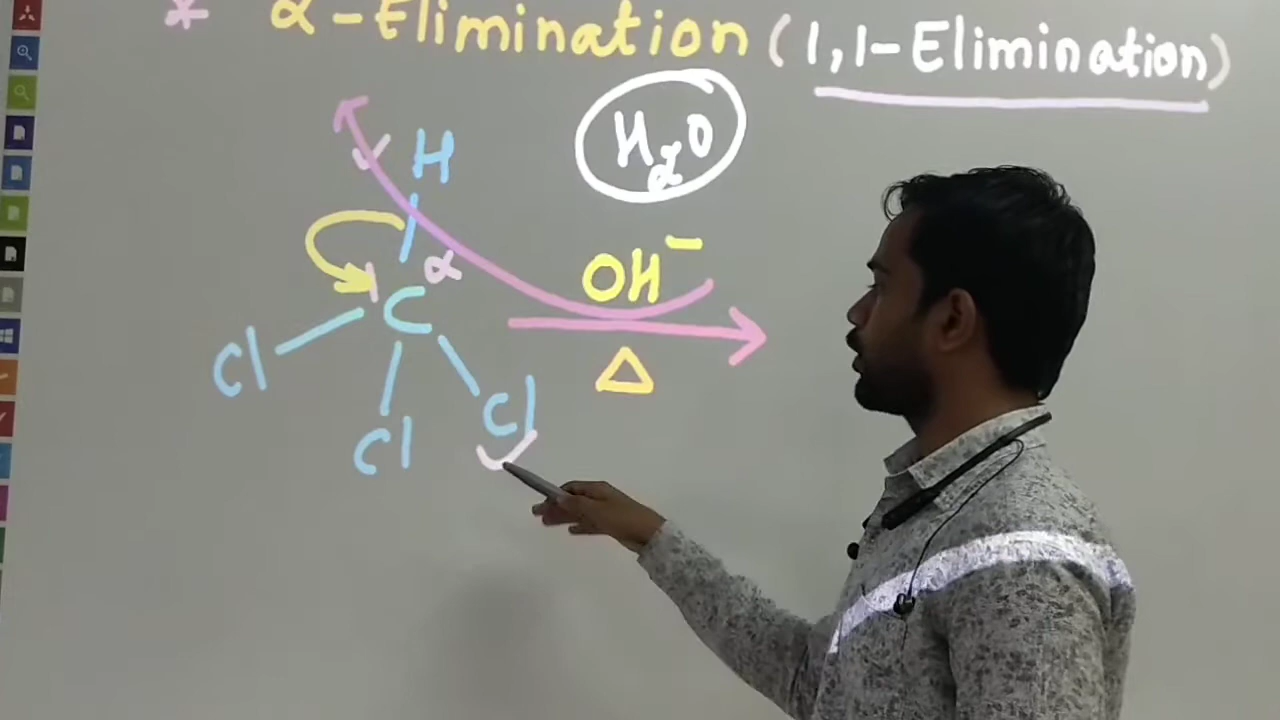 * α-Elimination (1,1-Elimination)
H₂O
H
α
OH⁻
C
Δ
Cl
Cl
Cl